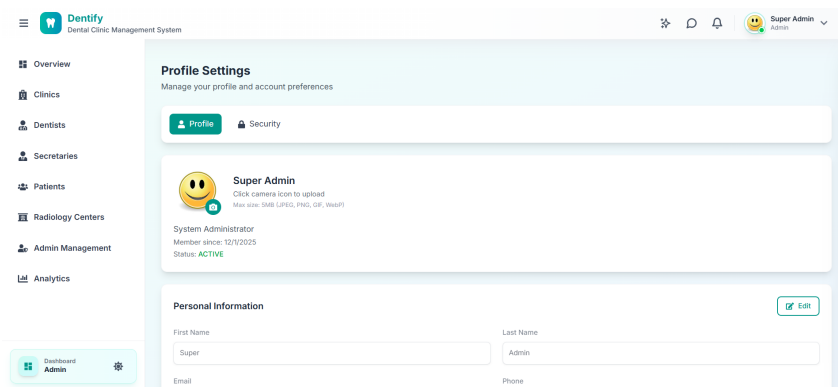 Dentify
Dental Clinic Management System
Super Admin
Admin
Overview
Clinics
Dentists
Secretaries
Patients
Radiology Centers
Admin Management
Analytics
Dashboard
Admin
Profile Settings
Manage your profile and account preferences
Profile
Security
Super Admin
Click camera icon to upload
Max size: 5MB (JPEG, PNG, GIF, WebP)
System Administrator
Member since: 12/1/2025
Status: ACTIVE
Personal Information
Edit
First Name
Last Name
Super
Admin
Email
Phone